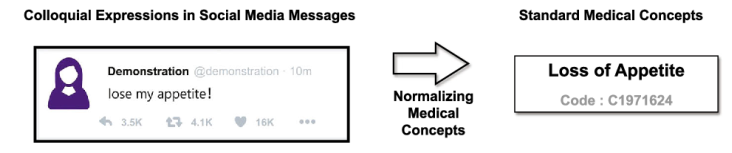 Colloquial Expressions in Social Media Messages
Demonstration @demonstration · 10m
lose my appetite!
3.5K 4.1K 16K •••
Normalizing
Medical
Concepts
Standard Medical Concepts
Loss of Appetite
Code : C1971624